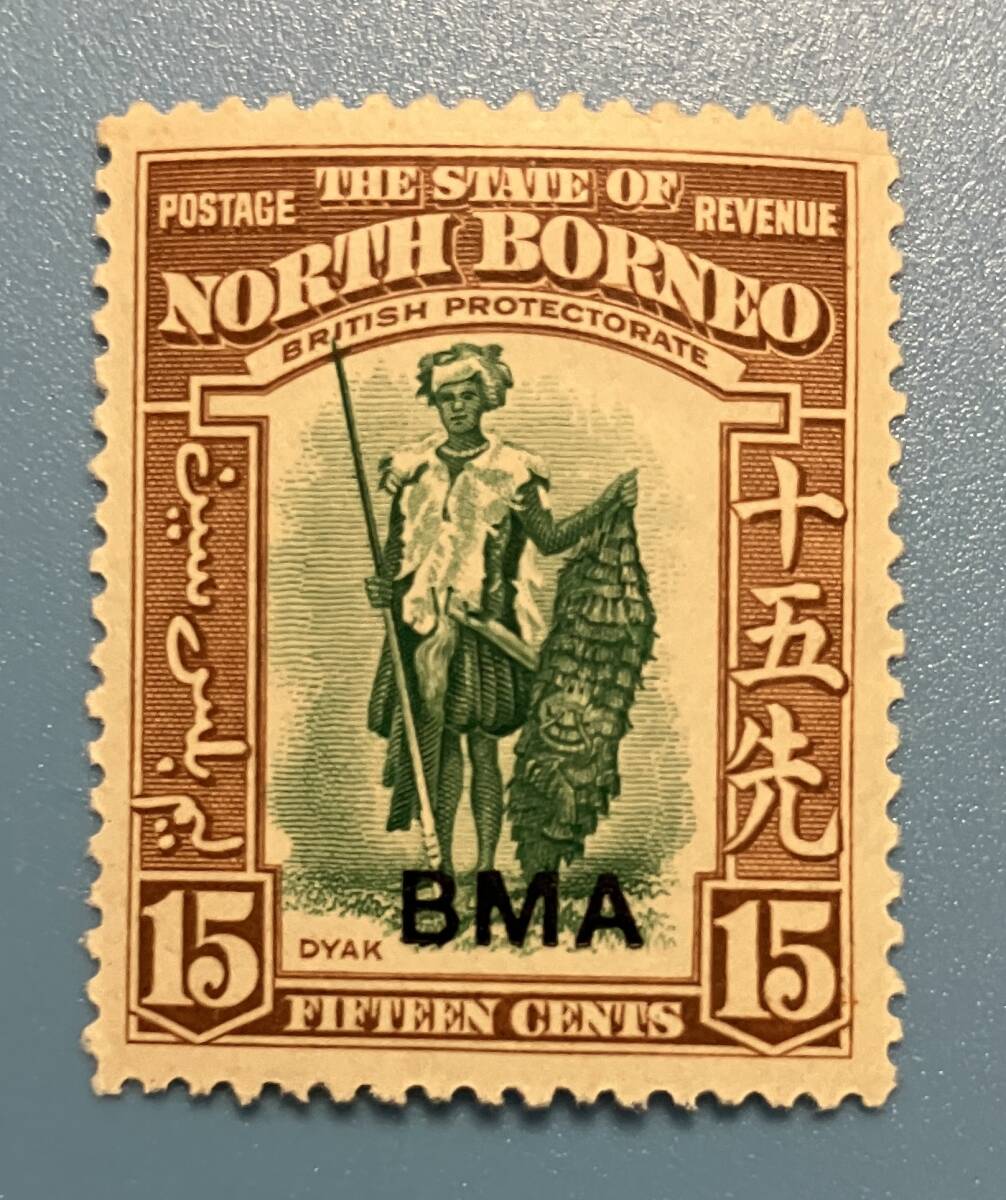 POSTAGE THE STATE OF REVENUE
NORTH BORNEO
BRITISH PROTECTORATE
十五先
DYAK BMA
15 15
FIFTEEN CENTS